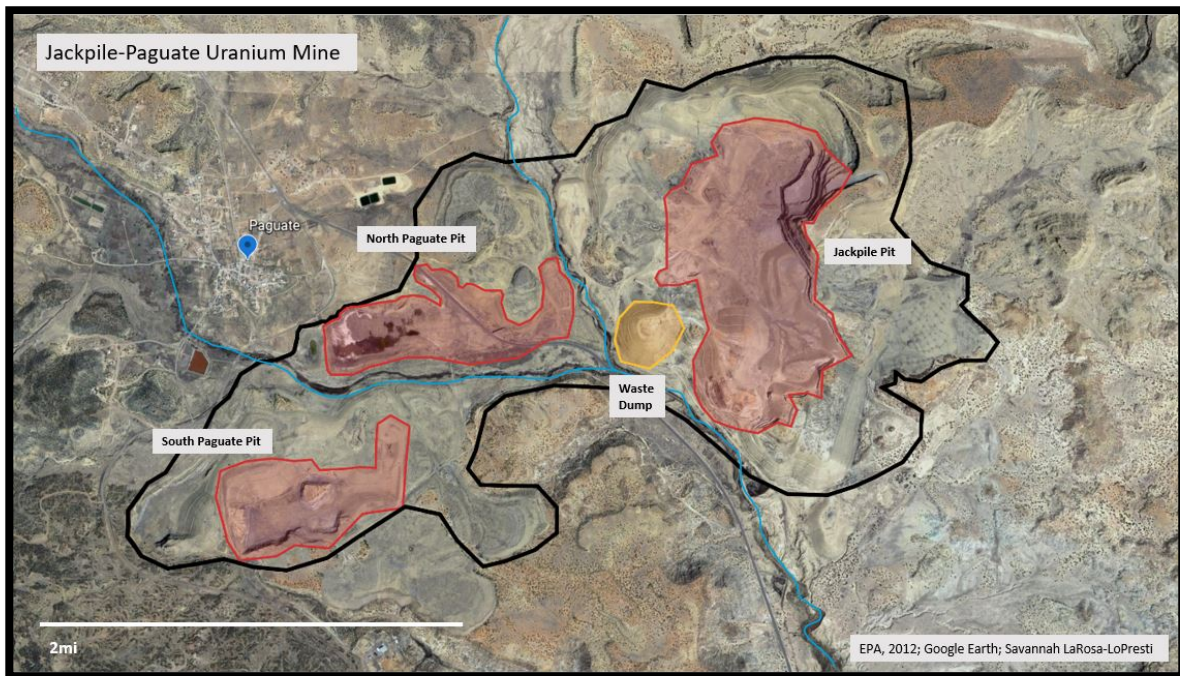 Jackpile-Paguate Uranium Mine
Paguate
North Paguate Pit
Jackpile Pit
Waste
Dump
South Paguate Pit
2mi
EPA, 2012; Google Earth; Savannah LaRosa-LoPresti